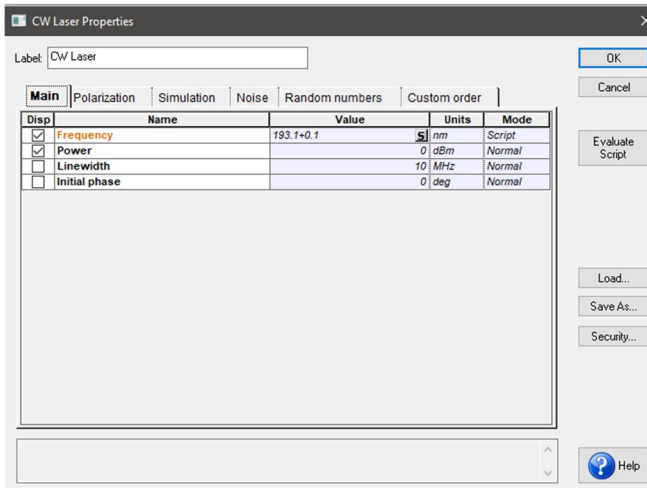 CW Laser Properties
Label: CW Laser
OK
Cancel
Evaluate
Script
Load...
Save As...
Security...
Help
Main Polarization Simulation Noise Random numbers Custom order
Disp Name Value Units Mode
Frequency 193.1+0.1 S nm Script
Power 0 dBm Normal
Linewidth 10 MHz Normal
Initial phase 0 deg Normal